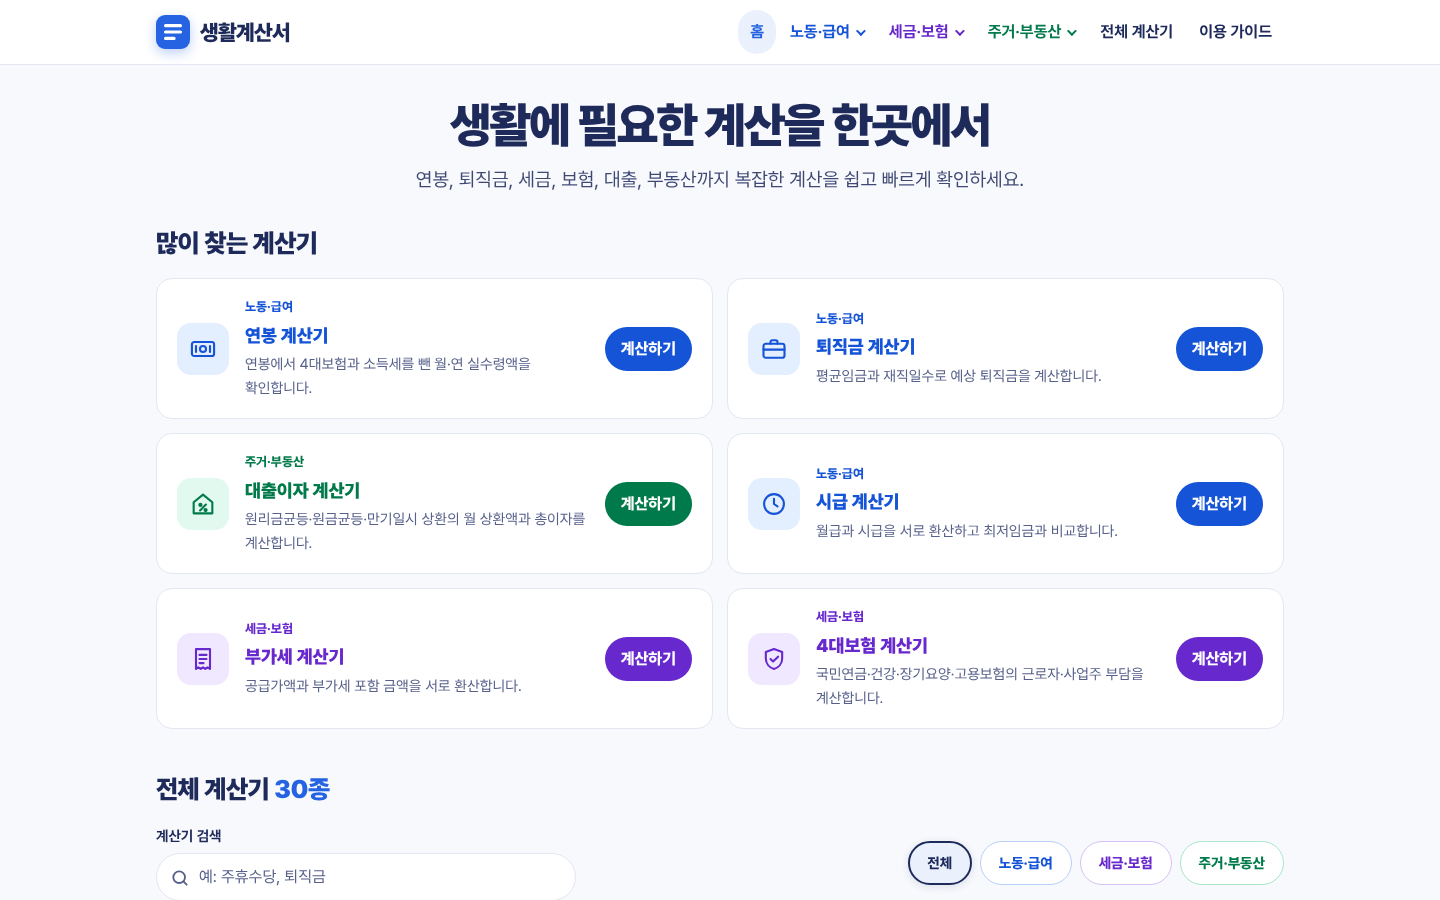 생활계산서
홈
노동·급여
세금·보험
주거·부동산
전체 계산기
이용 가이드
생활에 필요한 계산을 한곳에서
연봉, 퇴직금, 세금, 보험, 대출, 부동산까지 복잡한 계산을 쉽고 빠르게 확인하세요.
많이 찾는 계산기
노동·급여
연봉 계산기
연봉에서 4대보험과 소득세를 뺀 월·연 실수령액을
확인합니다.
계산하기
노동·급여
퇴직금 계산기
평균임금과 재직일수로 예상 퇴직금을 계산합니다.
계산하기
주거·부동산
대출이자 계산기
원리금균등·원금균등·만기일시 상환의 월 상환액과 총이자를
계산합니다.
계산하기
노동·급여
시급 계산기
월급과 시급을 서로 환산하고 최저임금과 비교합니다.
계산하기
세금·보험
부가세 계산기
공급가액과 부가세 포함 금액을 서로 환산합니다.
계산하기
세금·보험
4대보험 계산기
국민연금·건강·장기요양·고용보험의 근로자·사업주 부담을
계산합니다.
계산하기
전체 계산기 30종
계산기 검색
예: 주휴수당, 퇴직금
전체
노동·급여
세금·보험
주거·부동산